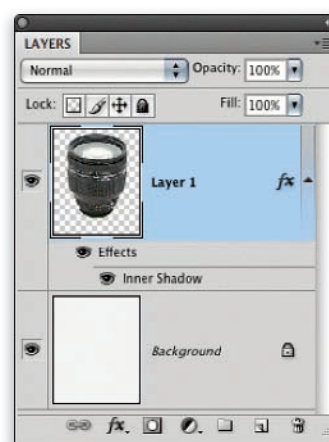 LAYERS
Normal Opacity: 100%
Lock: Fill: 100%
Layer 1 fx
Effects
Inner Shadow
Background
fx.